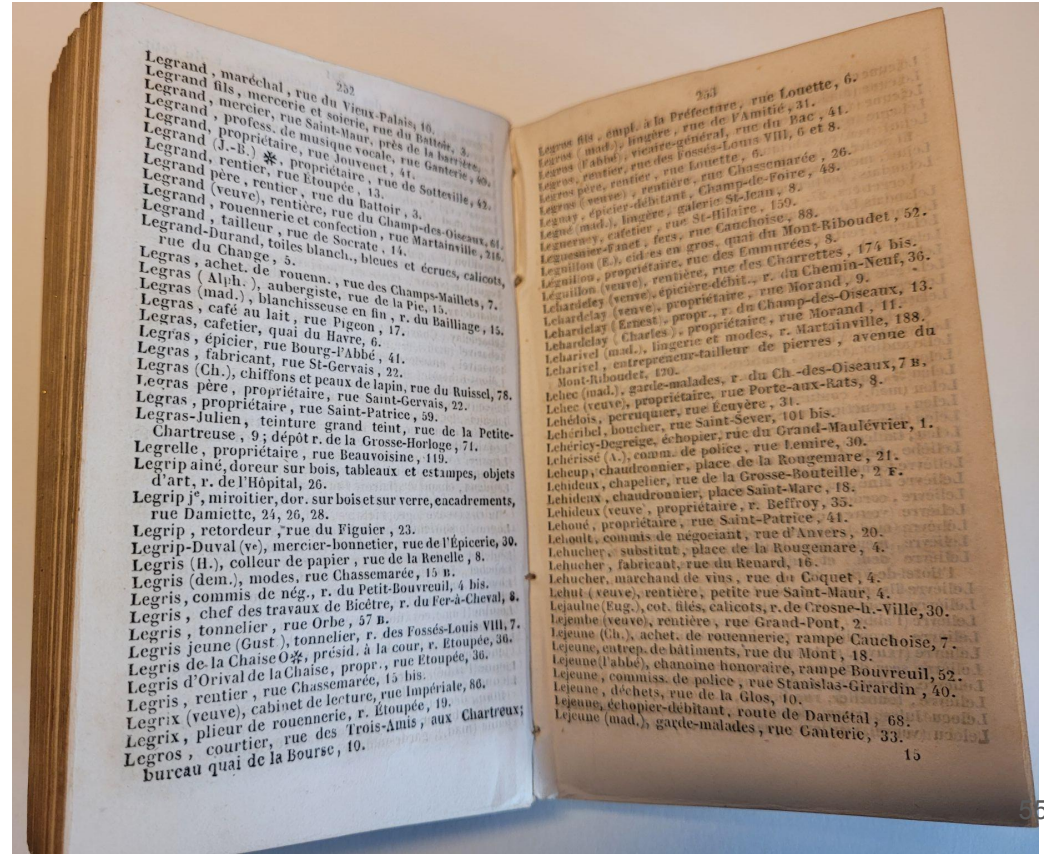 252
Legrand, maréchal, rue du Vieux-Palais, 10.
Legrand fils, mercerie et soierie, rue du Battoir, 3.
Legrand, mercier, rue Saint-Maur, près de la barrière.
Legrand, profess. de musique vocale, rue Ganterie, 49.
Legrand, propriétaire, rue Jouvenet, 41.
Legrand (J.-B.) ✻, propriétaire, rue de Sotteville, 42.
Legrand, rentier, rue Étoupée, 13.
Legrand père, rentier, rue du Battoir, 3.
Legrand (veuve), rentière, rue du Champ-des-Oiseaux, 61.
Legrand, rouennerie et confection, rue Martainville, 216.
Legrand, tailleur, rue de Socrate, 14.
Legrand-Durand, toiles blanch., bleues et écrues, calicots,
rue du Change, 5.
Legras, achet. de rouenn., rue des Champs-Maillets, 7.
Legras (Alph.), aubergiste, rue de la Pie, 15.
Legras (mad.), blanchisseuse en fin, r. du Bailliage, 15.
Legras, café au lait, rue Pigeon, 17.
Legras, cafetier, quai du Havre, 6.
Legras, épicier, rue Bourg-l'Abbé, 41.
Legras, fabricant, rue St-Gervais, 22.
Legras (Ch.), chiffons et peaux de lapin, rue du Ruissel, 78.
Legras père, propriétaire, rue Saint-Gervais, 22.
Legras, propriétaire, rue Saint-Patrice, 59.
Legras-Julien, teinture grand teint, rue de la Petite-
Chartreuse, 9; dépôt r. de la Grosse-Horloge, 71.
Legrelle, propriétaire, rue Beauvoisine, 119.
Legrip ainé, doreur sur bois, tableaux et estampes, objets
d'art, r. de l'Hôpital, 26.
Legrip jᵉ, miroitier, dor. sur bois et sur verre, eacadrements,
rue Damiette, 24, 26, 28.
Legrip, retordeur, rue du Figuier, 23.
Legrip-Duval (vᵉ), mercier-bonnetier, rue de l'Épicerie, 30.
Legris (H.), colleur de papier, rue de la Renelle, 8.
Legris (dem.), modes, rue Chassemarée, 15 B.
Legris, commis de nég., r. du Petit-Bouvreuil, 4 bis.
Legris, chef des travaux de Bicêtre, r. du Fer-à-Cheval, 8.
Legris, tonnelier, rue Orbe, 57 B.
Legris jeune (Gust), tonnelier, r. des Fossés-Louis VIII, 7.
Legris de la Chaise O✻, présid. à la cour, r. Etoupée, 36.
Legris d'Orival de la Chaise, propr., rue Etoupée, 36.
Legris, rentier, rue Chassemarée, 15 bis.
Legrix (veuve), cabinet de lecture, rue Impériale, 86.
Legrix, plieur de rouennerie, r. Étoupée, 19.
Legros, courtier, rue des Trois-Amis, aux Chartreux;
bureau quai de la Bourse, 10.
253
Legros fils, empl. à la Préfecture, rue Louette, 6.
Legros (mad.), lingère, rue de l'Amitié, 31.
Legros (l'abbé), vicaire-général, rue du Bac, 41.
Legros, rentier, rue des Fossés-Louis VIII, 6 et 8.
Legros père, rentier, rue Louette, 6.
Legros (veuve), rentière, rue Chassemarée, 26.
Legnay, épicier-débitant, Champ-de-Foire, 48.
Legué (mad.), lingère, galerie St-Jean, 8.
Leguerney, cafetier, rue St-Hilaire, 159.
Leguesnier-Fanet, fers, rue Cauchoise, 88.
Leguillon (E.), cidres en gros, quai du Mont-Riboudet, 52.
Léguillon, propriétaire, rue des Emmurées, 8.
Léguillon (veuve), rentière, rue des Charrettes, 174 bis.
Lehardeley (veuve), épicière-débit., r. du Chemin-Neuf, 36.
Lehardelay (veuve), propriétaire, rue Morand, 9.
Lehardelay (Ernest), propr., r. du Champ-des-Oiseaux, 13.
Lehardelay (Charles), propriétaire, rue Morand, 11.
Leharivel (mad.), lingerie et modes, r. Martainville, 188.
Leharivel, entrepreneur-tailleur de pierres, avenue du
Mont-Riboudet, 120.
Lehec (mad.), garde-malades, r. du Ch.-des-Oiseaux, 7 B.
Lehec (veuve), propriétaire, rue Porte-aux-Rats, 8.
Lehédois, perruquier, rue Écuyère, 31.
Lehéribel, boucher, rue Saint-Sever, 101 bis.
Lehéricy-Degreige, échopier, rue du Grand-Maulévrier, 1.
Lehérissé (A.), comm. de police, rue Lemire, 30.
Leheup, chaudronnier, place de la Rougemare, 21.
Lehideux, chapelier, rue de la Grosse-Bouteille, 2 F.
Lehideux, chaudronnier, place Saint-Marc, 18.
Lehideux (veuve, propriétaire, r. Beffroy, 35.
Lehoué, propriétaire, rue Saint-Patrice, 41.
Lehoult, commis de négociant, rue d'Anvers, 20.
Lehucher, substitut, place de la Rougemare, 4.
Lehucher, fabricant, rue du Renard, 16.
Lehucher, marchand de vins, rue du Coquet, 4.
Lehut (veuve), rentière, petite rue Saint-Maur, 4.
Lejaulne (Eug.), cot. filés, calicots, r. de Crosne-h.-Ville, 30.
Lejembe (veuve), rentière, rue Grand-Pont, 2.
Lejeune (Ch.), achet. de rouennerie, rampe Cauchoise, 7.
Lejeune, entrep. de bâtiments, rue du Mont, 18.
Lejeune (l'abbé), chanoine honoraire, rampe Bouvreuil, 52.
Lejeune, commiss. de police, rue Stanislas-Girardin, 40.
Lejeune, déchets, rue de la Glos, 10.
Lejeune, échopier-débitant, route de Darnétal, 68.
Lejeune (mad.), garde-malades, rue Ganterie, 33.
15